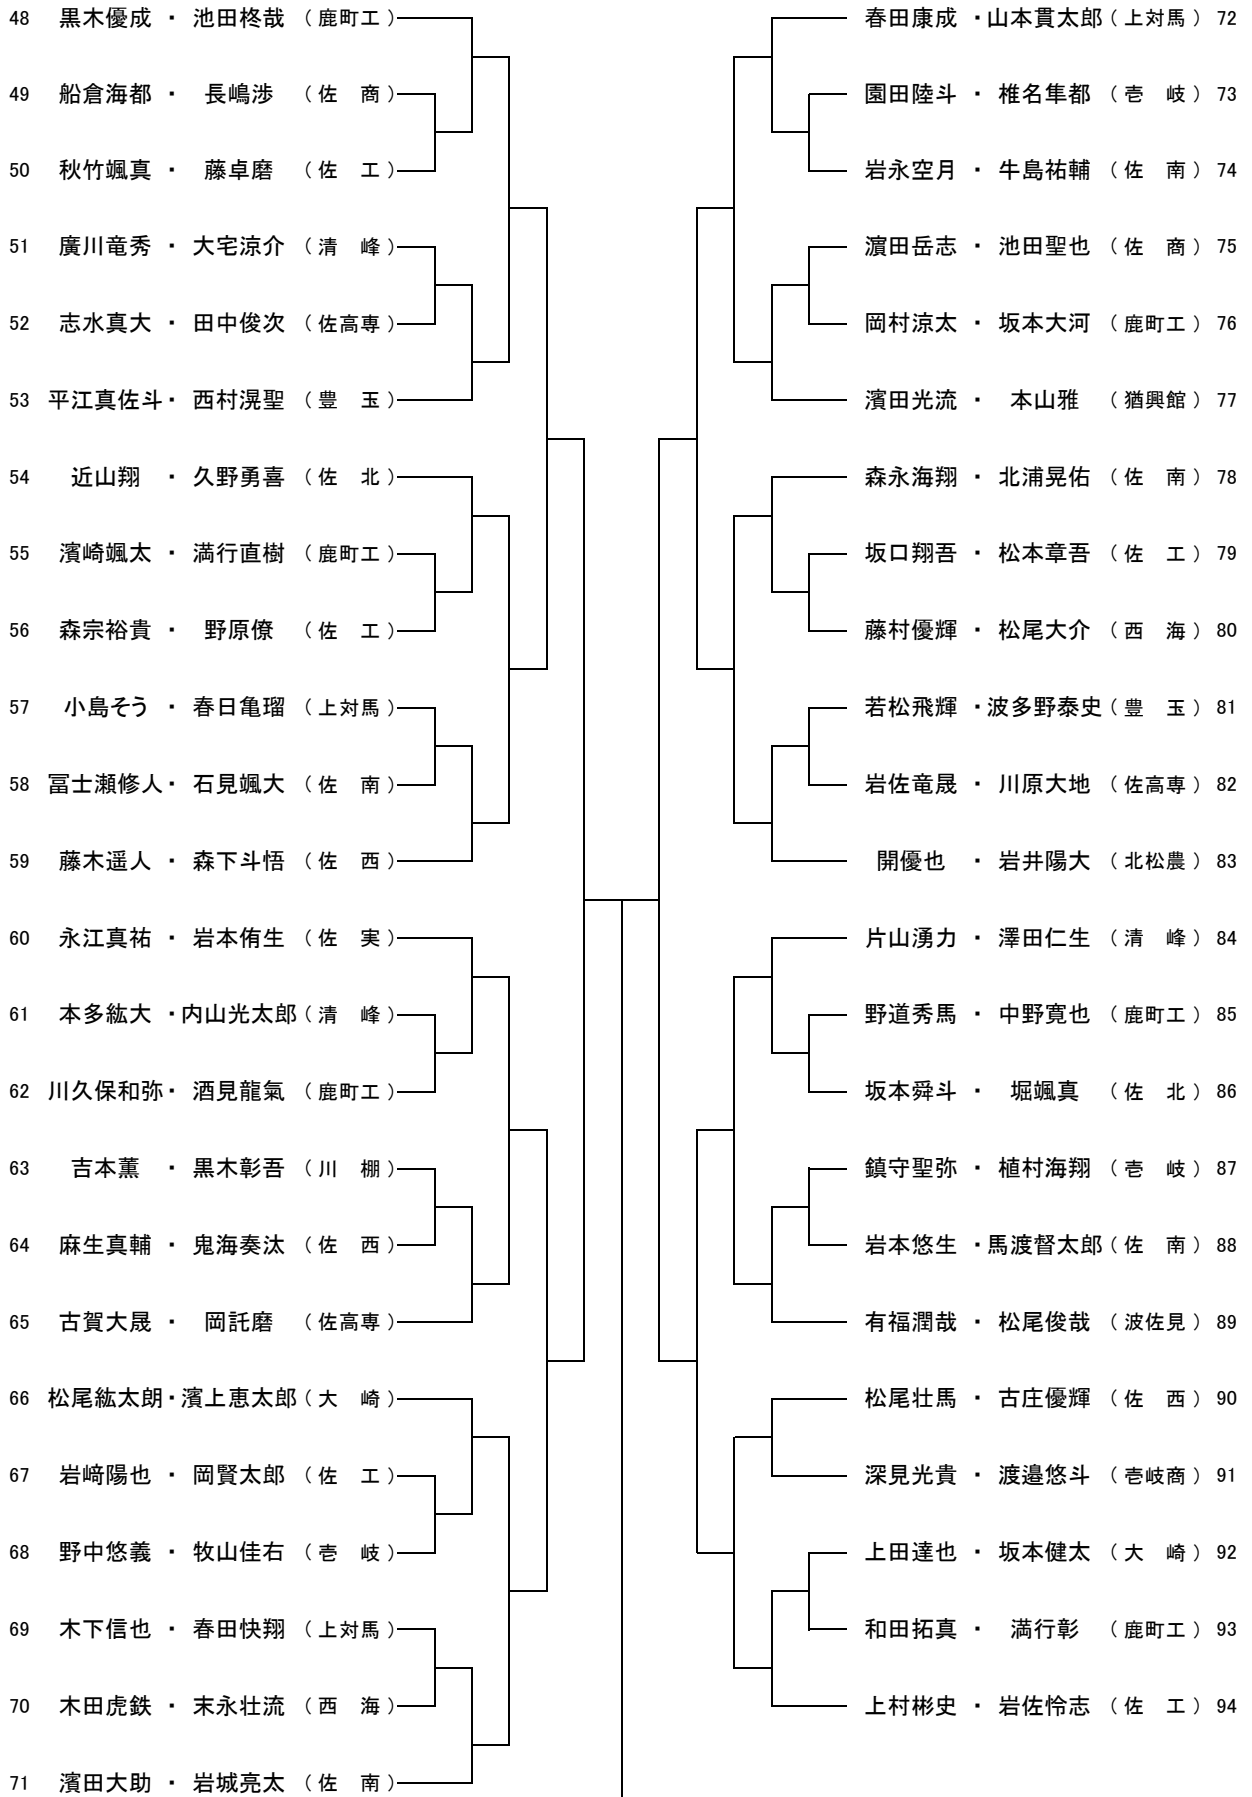 48 黒木優成 ・ 池田柊哉 （鹿町工）
49 船倉海都 ・ 長嶋渉 （佐 商）
50 秋竹颯真 ・ 藤卓磨 （佐 工）
51 廣川竜秀 ・ 大宅涼介 （清 峰）
52 志水真大 ・ 田中俊次 （佐高専）
53 平江真佐斗・ 西村滉聖 （豊 玉）
54 近山翔 ・ 久野勇喜 （佐 北）
55 濱崎颯太 ・ 満行直樹 （鹿町工）
56 森宗裕貴 ・ 野原僚 （佐 工）
57 小島そう ・ 春日亀瑠 （上対馬）
58 冨士瀬修人・ 石見颯大 （佐 南）
59 藤木遥人 ・ 森下斗悟 （佐 西）
60 永江真祐 ・ 岩本侑生 （佐 実）
61 本多紘大 ・内山光太郎（清 峰）
62 川久保和弥・ 酒見龍氣 （鹿町工）
63 吉本薫 ・ 黒木彰吾 （川 棚）
64 麻生真輔 ・ 鬼海奏汰 （佐 西）
65 古賀大晟 ・ 岡託磨 （佐高専）
66 松尾紘太朗・濱上恵太郎（大 崎）
67 岩﨑陽也 ・ 岡賢太郎 （佐 工）
68 野中悠義 ・ 牧山佳右 （壱 岐）
69 木下信也 ・ 春田快翔 （上対馬）
70 木田虎鉄 ・ 末永壮流 （西 海）
71 濱田大助 ・ 岩城亮太 （佐 南）
春田康成 ・山本貫太郎（上対馬）72
園田陸斗 ・ 椎名隼都 （壱 岐）73
岩永空月 ・ 牛島祐輔 （佐 南）74
濵田岳志 ・ 池田聖也 （佐 商）75
岡村涼太 ・ 坂本大河 （鹿町工）76
濱田光流 ・ 本山雅 （猶興館）77
森永海翔 ・ 北浦晃佑 （佐 南）78
坂口翔吾 ・ 松本章吾 （佐 工）79
藤村優輝 ・ 松尾大介 （西 海）80
若松飛輝 ・波多野泰史（豊 玉）81
岩佐竜晟 ・ 川原大地 （佐高専）82
開優也 ・ 岩井陽大 （北松農）83
片山湧力 ・ 澤田仁生 （清 峰）84
野道秀馬 ・ 中野寛也 （鹿町工）85
坂本舜斗 ・ 堀颯真 （佐 北）86
鎮守聖弥 ・ 植村海翔 （壱 岐）87
岩本悠生 ・馬渡督太郎（佐 南）88
有福潤哉 ・ 松尾俊哉 （波佐見）89
松尾壮馬 ・ 古庄優輝 （佐 西）90
深見光貴 ・ 渡邉悠斗 （壱岐商）91
上田達也 ・ 坂本健太 （大 崎）92
和田拓真 ・ 満行彰 （鹿町工）93
上村彬史 ・ 岩佐怜志 （佐 工）94